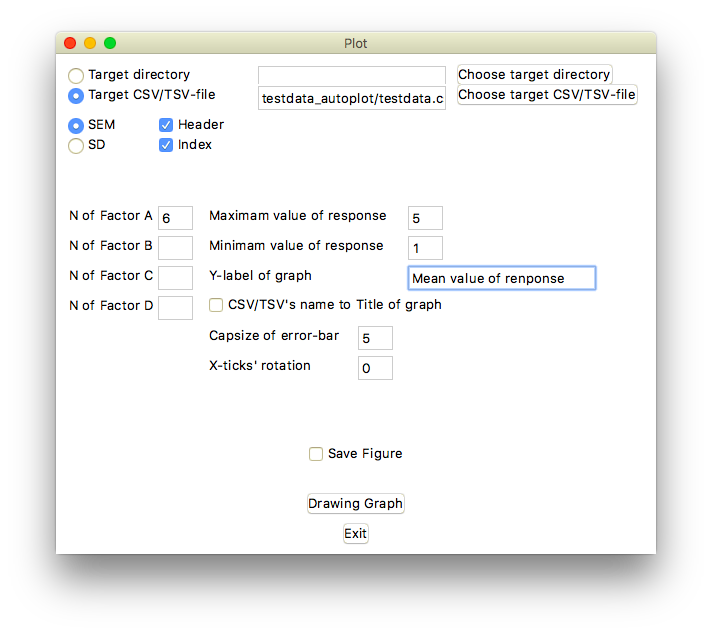 Plot
Target directory
Choose target directory
Target CSV/TSV-file
testdata_autoplot/testdata.c
Choose target CSV/TSV-file
SEM
Header
SD
Index
N of Factor A
6
Maximam value of response
5
N of Factor B
Minimam value of response
1
N of Factor C
Y-label of graph
Mean value of renponse
N of Factor D
CSV/TSV's name to Title of graph
Capsize of error-bar
5
X-ticks' rotation
0
Save Figure
Drawing Graph
Exit